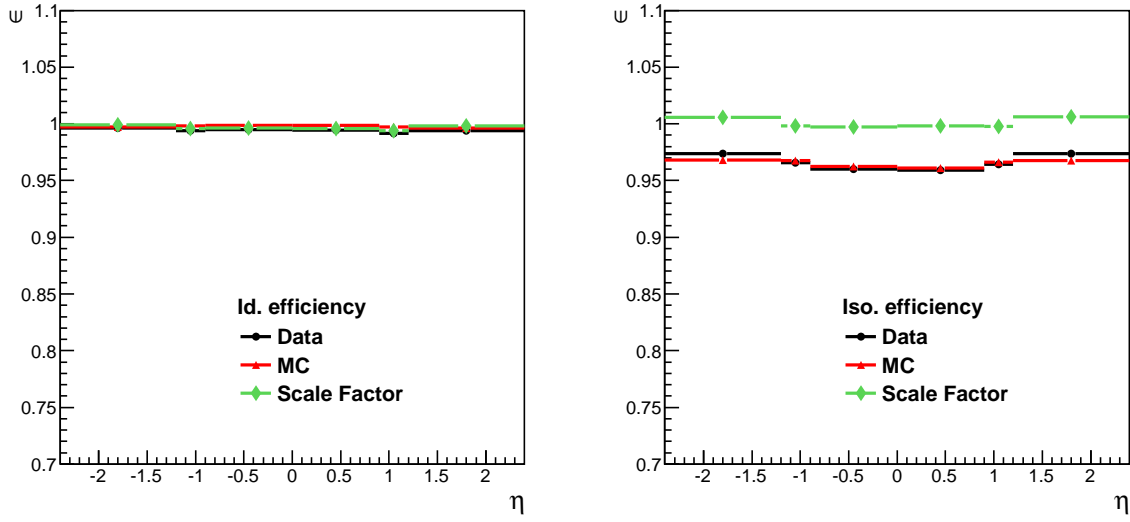 ∈
1.1
1.05
1
0.95
0.9
0.85
0.8
0.75
0.7
Id. efficiency
Data
MC
Scale Factor
-2 -1.5 -1 -0.5 0 0.5 1 1.5 2
η
∈
1.1
1.05
1
0.95
0.9
0.85
0.8
0.75
0.7
Iso. efficiency
Data
MC
Scale Factor
-2 -1.5 -1 -0.5 0 0.5 1 1.5 2
η